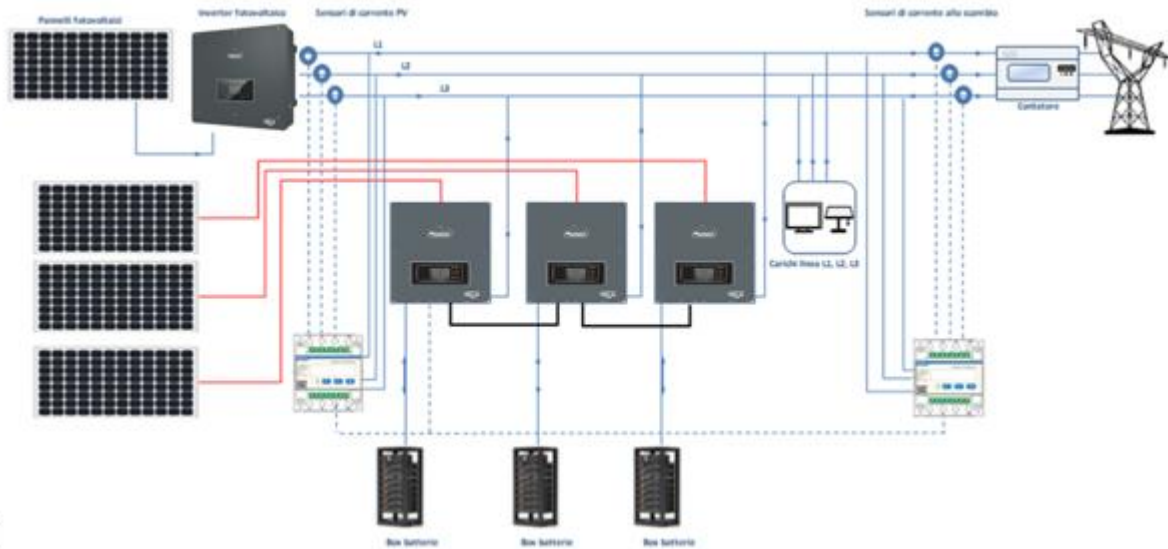 Pannelli fotovoltaici
Inverter fotovoltaico
Sensori di corrente PV
Sensori di corrente allo scambio
L1
L2
L3
Contatore
Carichi linea L1, L2, L3
Box batterie
Box batterie
Box batterie